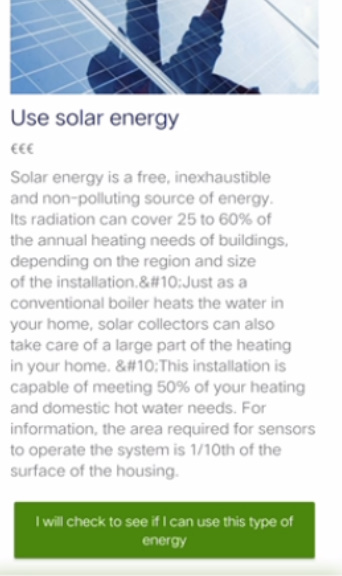 Use solar energy
€€€
Solar energy is a free, inexhaustible
and non-polluting source of energy.
Its radiation can cover 25 to 60% of
the annual heating needs of buildings,
depending on the region and size
of the installation.&#10;Just as a
conventional boiler heats the water in
your home, solar collectors can also
take care of a large part of the heating
in your home. &#10;This installation is
capable of meeting 50% of your heating
and domestic hot water needs. For
information, the area required for sensors
to operate the system is 1/10th of the
surface of the housing.
I will check to see if I can use this type of
energy